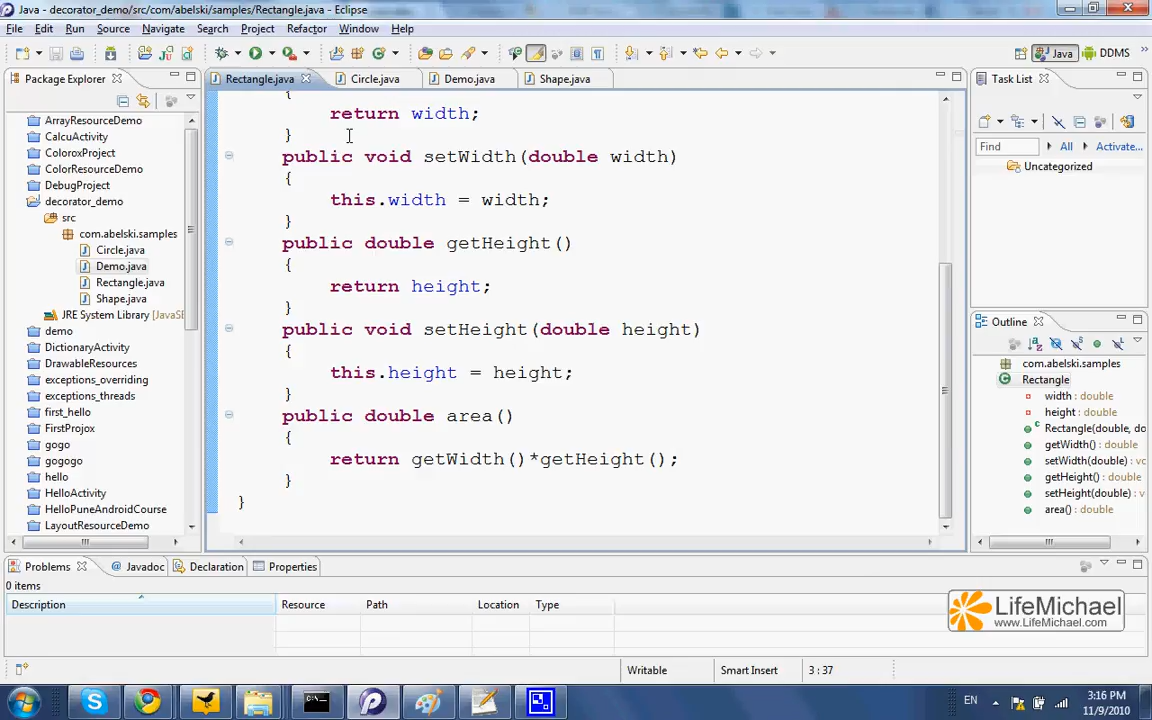 Java - decorator_demo/src/com/abelski/samples/Rectangle.java - Eclipse
File Edit Run Source Navigate Search Project Refactor Window Help
Java DDMS
Package Explorer
ArrayResourceDemo
CalcuActivity
ColoroxProject
ColorResourceDemo
DebugProject
decorator_demo
src
com.abelski.samples
Circle.java
Demo.java
Rectangle.java
Shape.java
JRE System Library [JavaSE
demo
DictionaryActivity
DrawableResources
exceptions_overriding
exceptions_threads
first_hello
FirstProjox
gogo
gogogo
hello
HelloActivity
HelloPuneAndroidCourse
LayoutResourceDemo
Rectangle.java Circle.java Demo.java Shape.java
{
return width;
}
public void setWidth(double width)
{
this.width = width;
}
public double getHeight()
{
return height;
}
public void setHeight(double height)
{
this.height = height;
}
public double area()
{
return getWidth()*getHeight();
}
}
Task List
Find All Activate...
Uncategorized
Outline
com.abelski.samples
Rectangle
width : double
height : double
Rectangle(double, do
getWidth() : double
setWidth(double) : vo
getHeight() : double
setHeight(double) : vo
area() : double
Problems Javadoc Declaration Properties
0 items
Description Resource Path Location Type
LifeMichael
www.LifeMichael.com
Writable Smart Insert 3 : 37
EN
3:16 PM
11/9/2010